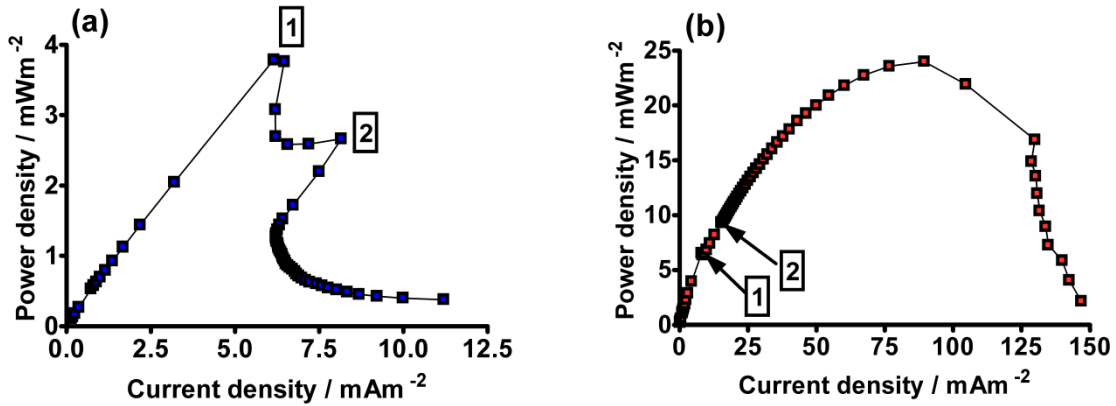 (a)
1
2
4
3
2
1
0
0.0 2.5 5.0 7.5 10.0 12.5
Power density / mWm⁻²
Current density / mAm⁻²
(b)
25
20
15
10
5
0
0 25 50 75 100 125 150
2
1
Power density / mWm⁻²
Current density / mAm⁻²